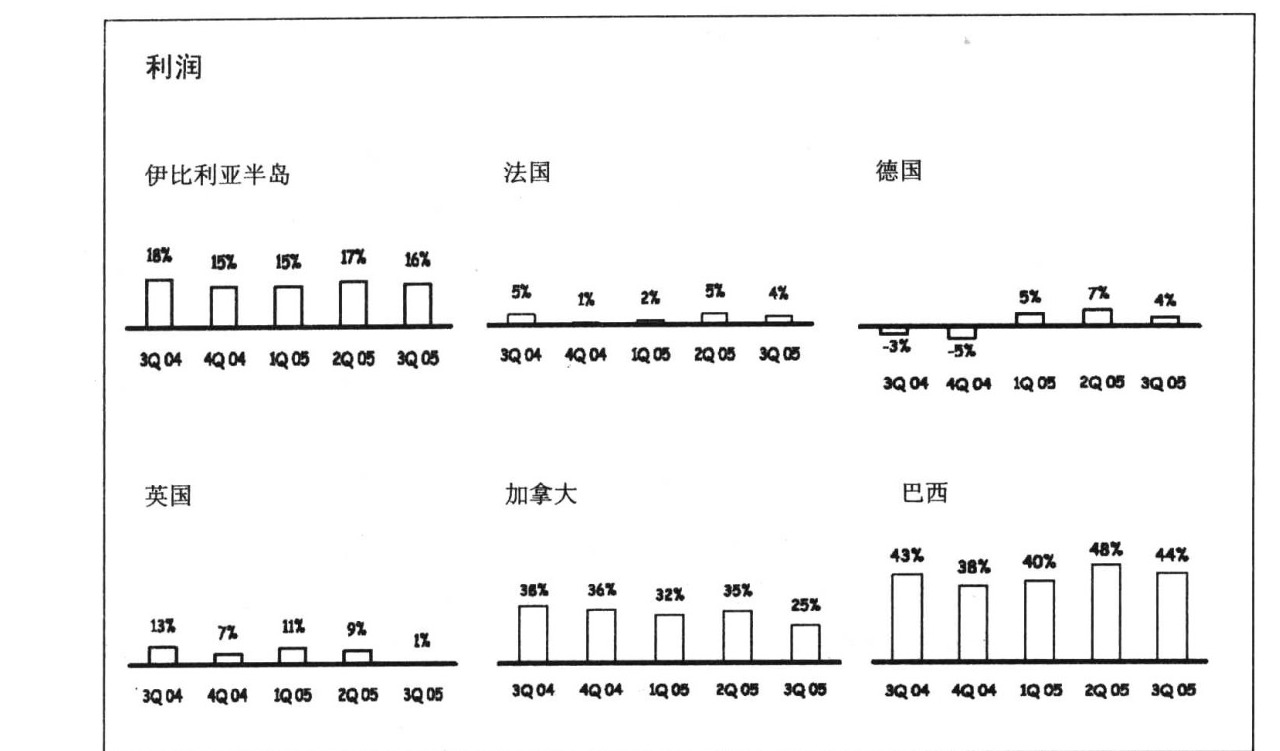 利润
伊比利亚半岛
18% 15% 15% 17% 16%
3Q 04 4Q 04 1Q 05 2Q 05 3Q 05
法国
5% 1% 2% 5% 4%
3Q 04 4Q 04 1Q 05 2Q 05 3Q 05
德国
5% 7% 4%
-3% -5%
3Q 04 4Q 04 1Q 05 2Q 05 3Q 05
英国
13% 7% 11% 9% 1%
3Q 04 4Q 04 1Q 05 2Q 05 3Q 05
加拿大
38% 36% 32% 35% 25%
3Q 04 4Q 04 1Q 05 2Q 05 3Q 05
巴西
43% 38% 40% 48% 44%
3Q 04 4Q 04 1Q 05 2Q 05 3Q 05